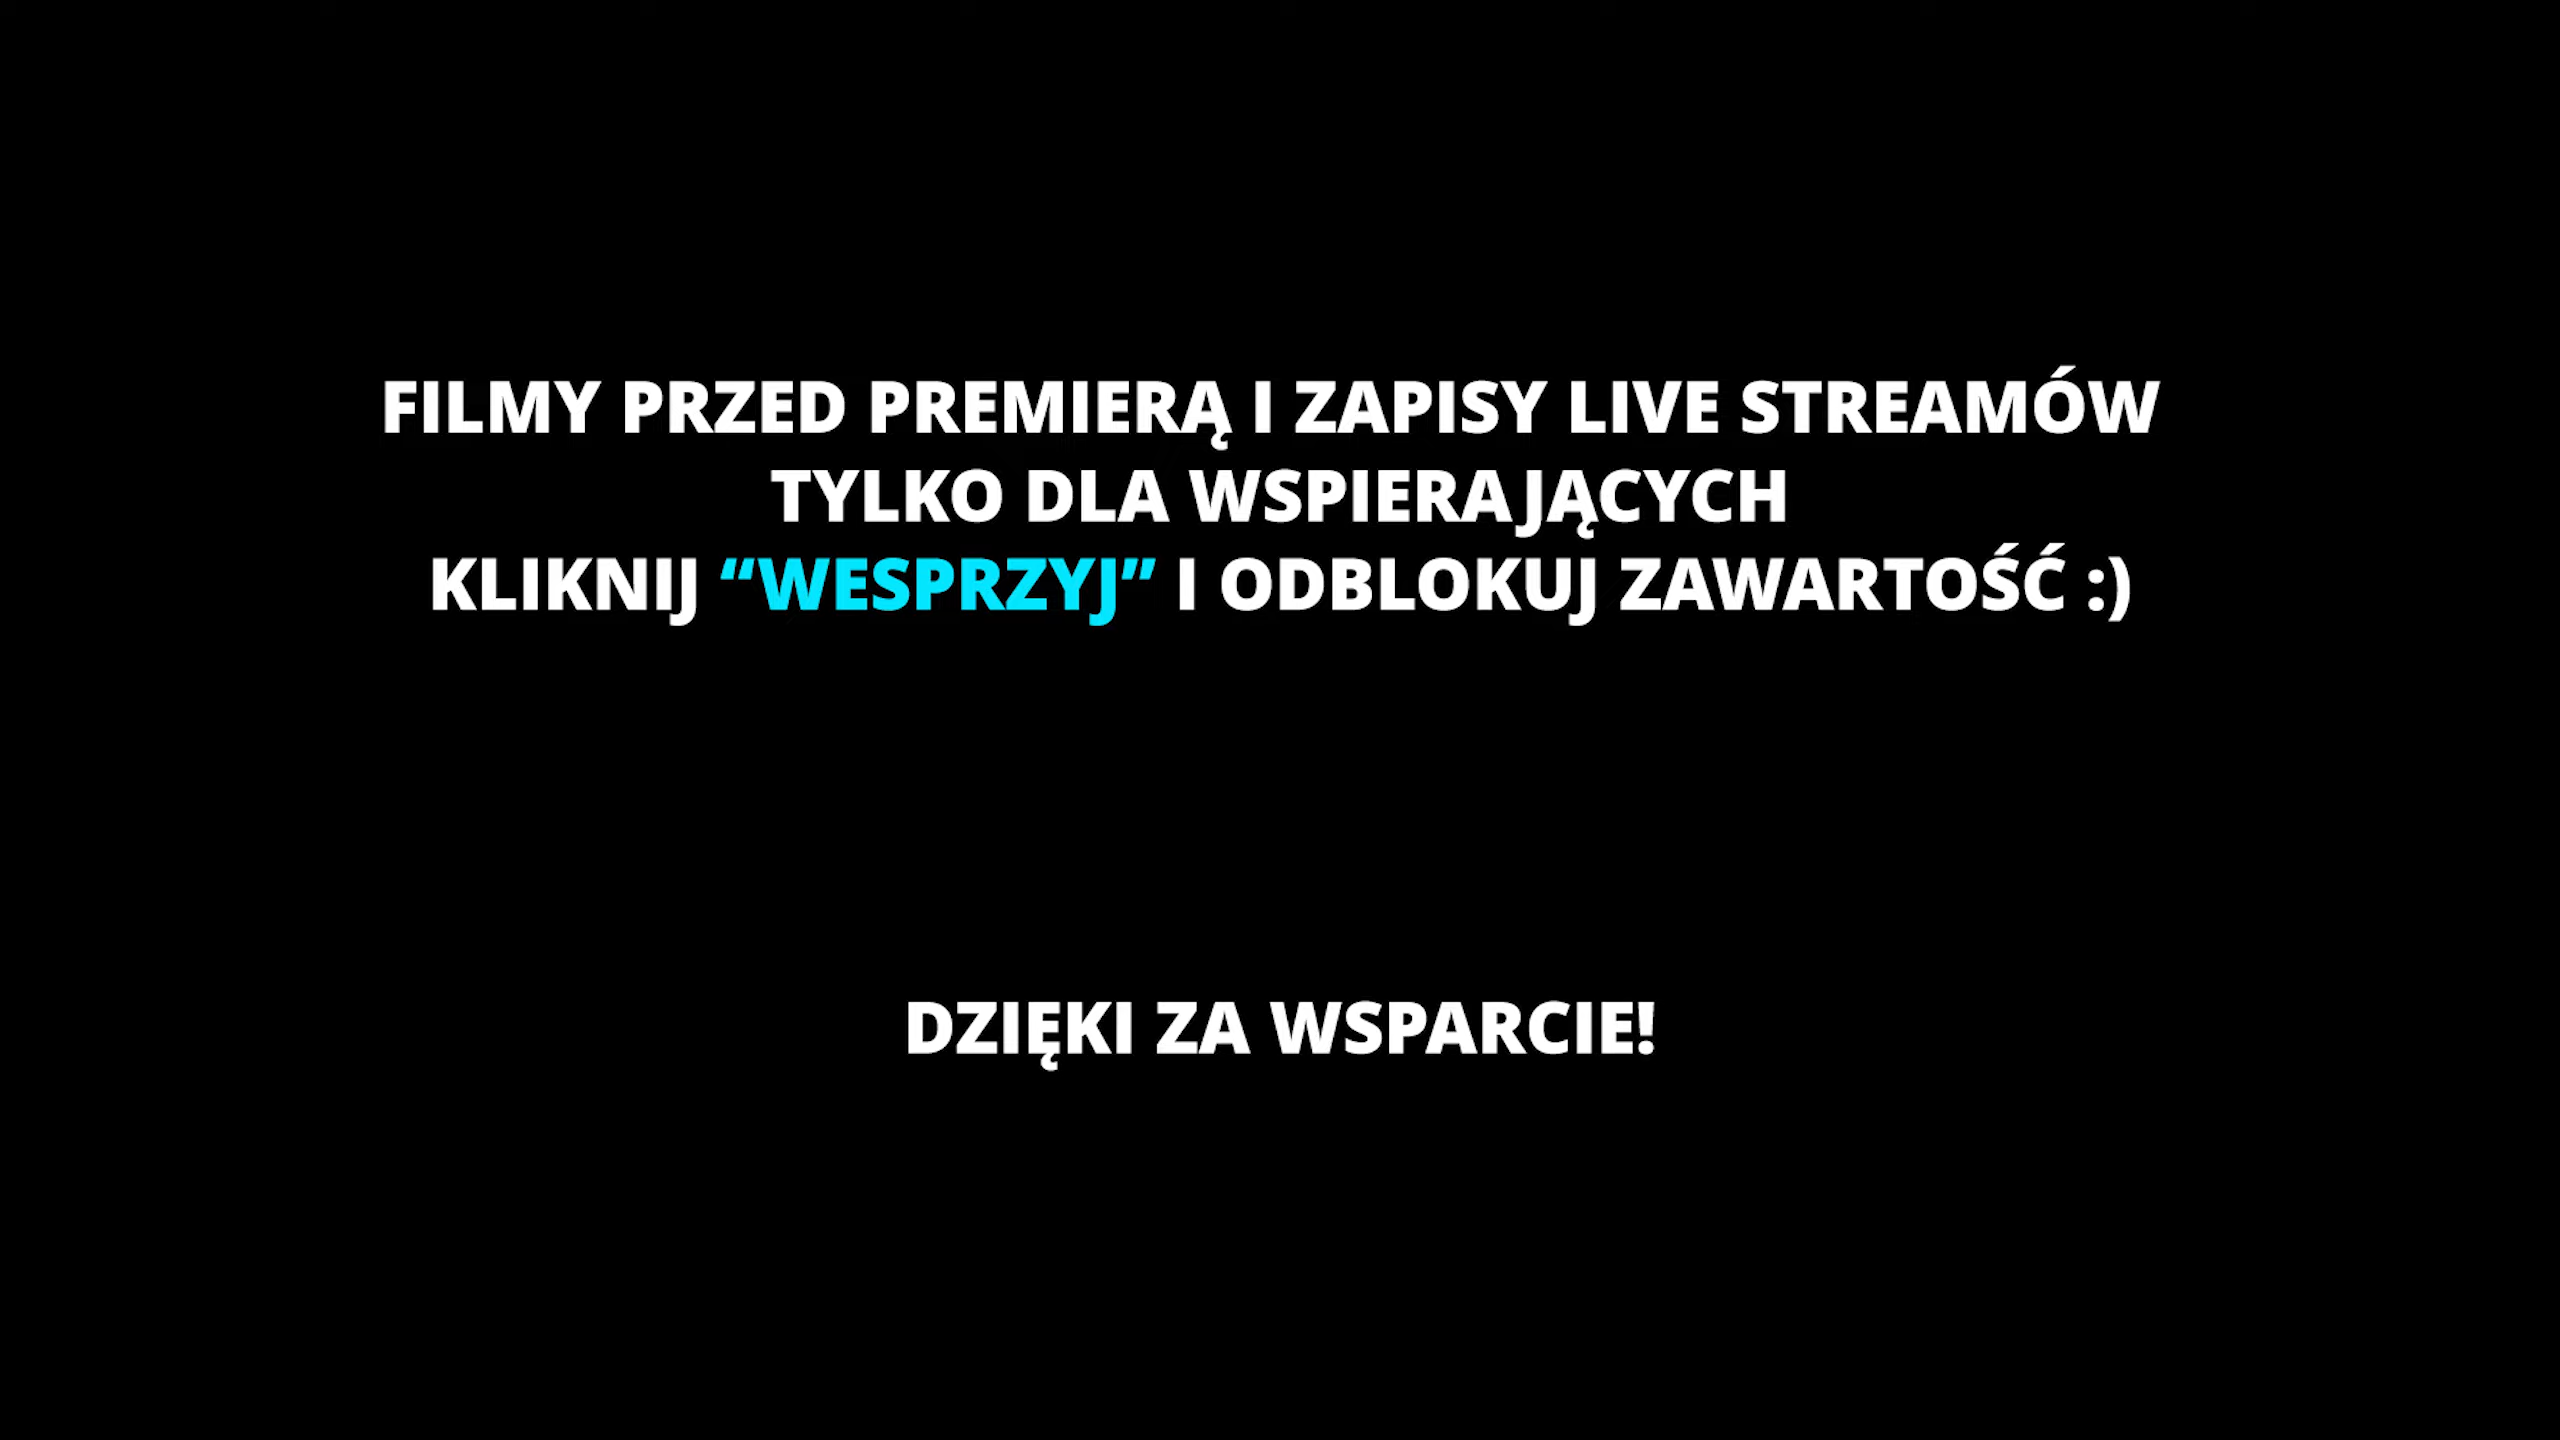 FILMY PRZED PREMIERĄ I ZAPISY LIVE STREAMÓW
TYLKO DLA WSPIERAJĄCYCH
KLIKNIJ “WESPRZYJ” I ODBLOKUJ ZAWARTOŚĆ :)
DZIĘKI ZA WSPARCIE!